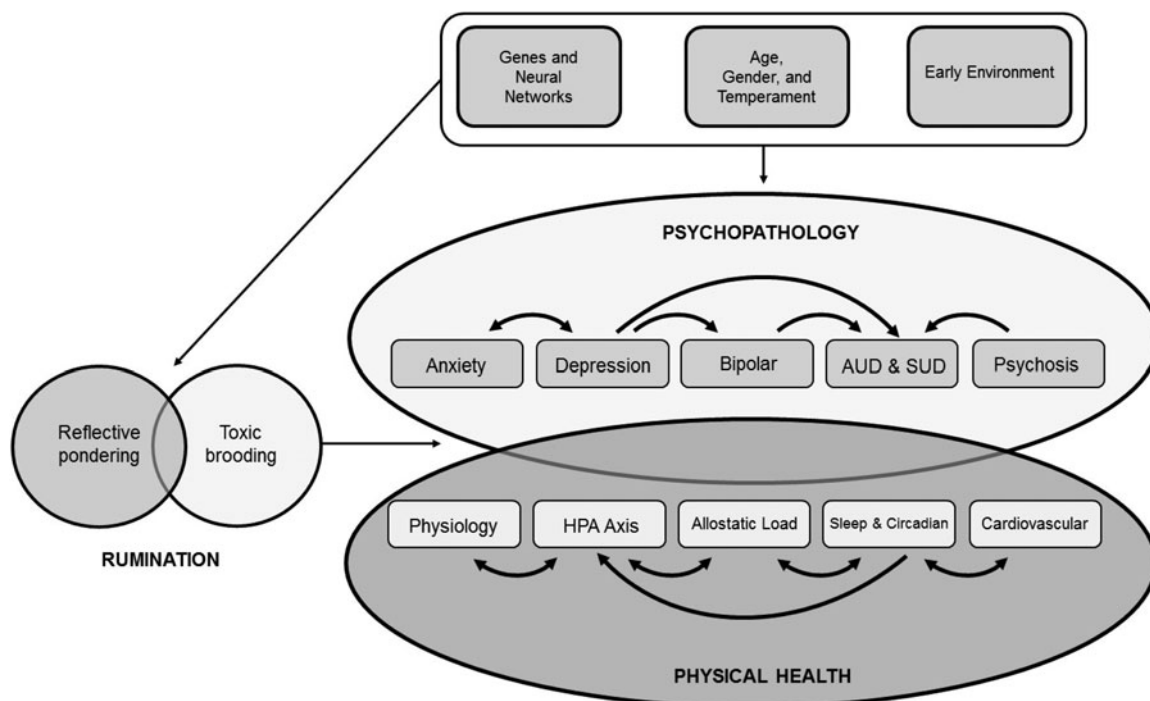 Genes and
Neural
Networks
Age,
Gender, and
Temperament
Early Environment
PSYCHOPATHOLOGY
Anxiety
Depression
Bipolar
AUD & SUD
Psychosis
Reflective
pondering
Toxic
brooding
RUMINATION
Physiology
HPA Axis
Allostatic Load
Sleep & Circadian
Cardiovascular
PHYSICAL HEALTH